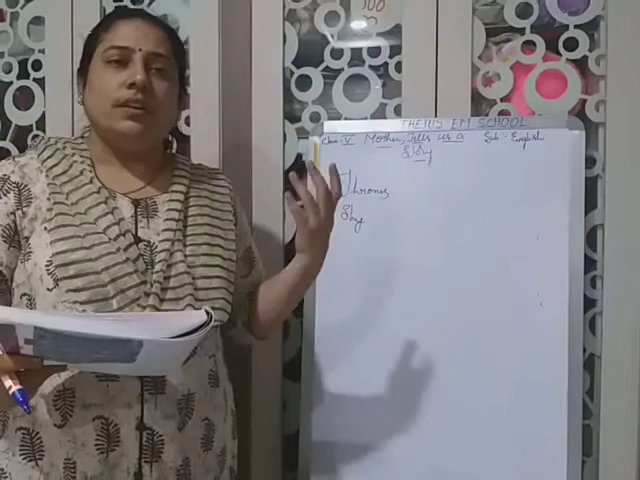 THETUS EM SCHOOL
Class V Mother, Tells us a Sub:- English
Story
Thrones
Shy